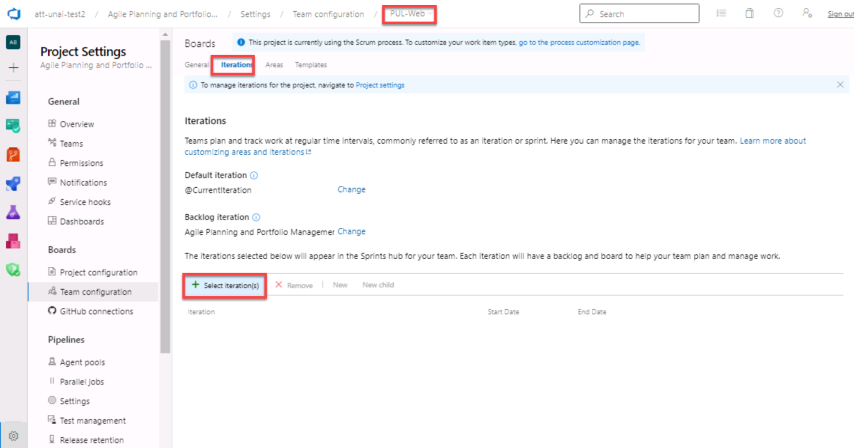 att-unai-test2 / Agile Planning and Portfolio... / Settings / Team configuration / PUL-Web
Search
Sign out
Project Settings
Agile Planning and Portfolio ...
General
Overview
Teams
Permissions
Notifications
Service hooks
Dashboards
Boards
Project configuration
Team configuration
GitHub connections
Pipelines
Agent pools
Parallel jobs
Settings
Test management
Release retention
Boards
This project is currently using the Scrum process. To customize your work item types, go to the process customization page.
General Iterations Areas Templates
To manage iterations for the project, navigate to Project settings
Iterations
Teams plan and track work at regular time intervals, commonly referred to as an iteration or sprint. Here you can manage the iterations for your team. Learn more about
customizing areas and iterations
Default iteration
@CurrentIteration Change
Backlog iteration
Agile Planning and Portfolio Managemer Change
The iterations selected below will appear in the Sprints hub for your team. Each iteration will have a backlog and board to help your team plan and manage work.
+ Select iteration(s) Remove New New child
Iteration Start Date End Date